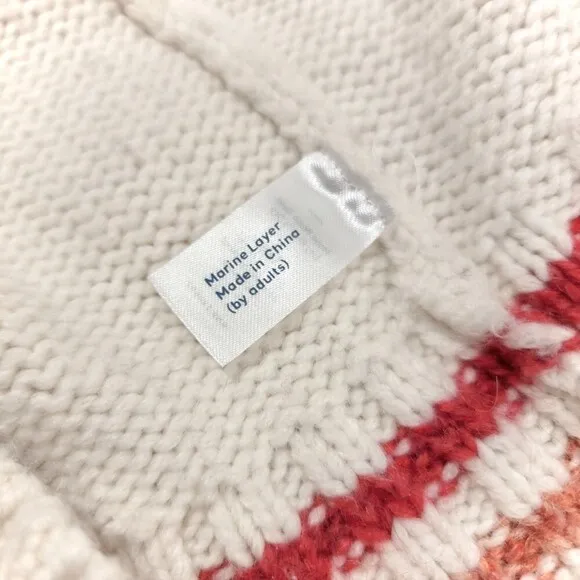 Marine Layer
Made in China
(by adults)